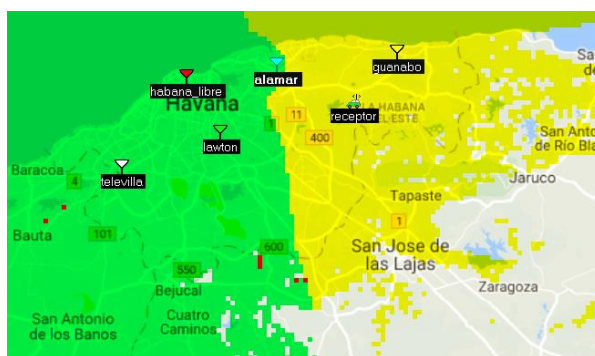 guanabo
habana_libre
alamar
Havana
11
LA HABANA
DEL ESTE
receptor
1
400
lawton
San Antonio
de Río Bla
Baracoa
4
televilla
Jaruco
Tapaste
Bauta
101
1
600
San Jose de
las Lajas
550
Bejucal
Zaragoza
San Antonio
de los Banos
Cuatro
Caminos